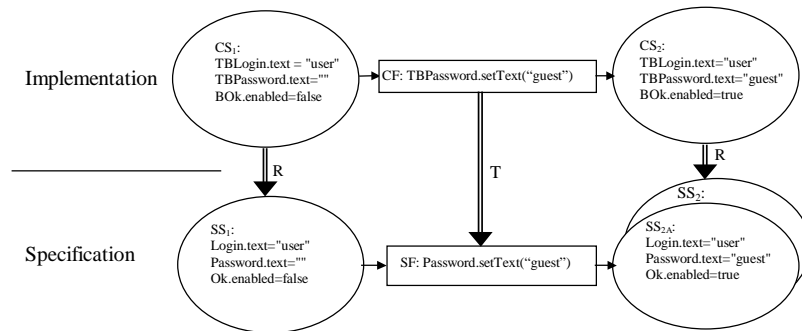 CS1:
TBLogin.text = "user"
TBPassword.text=""
BOk.enabled=false
Implementation
CF: TBPassword.setText(“guest”)
CS2:
TBLogin.text="user"
TBPassword.text="guest"
BOk.enabled=true
R
T
R
SS2:
Specification
SS1:
Login.text="user"
Password.text=""
Ok.enabled=false
SF: Password.setText(“guest”)
SS2A:
Login.text="user"
Password.text="guest"
Ok.enabled=true